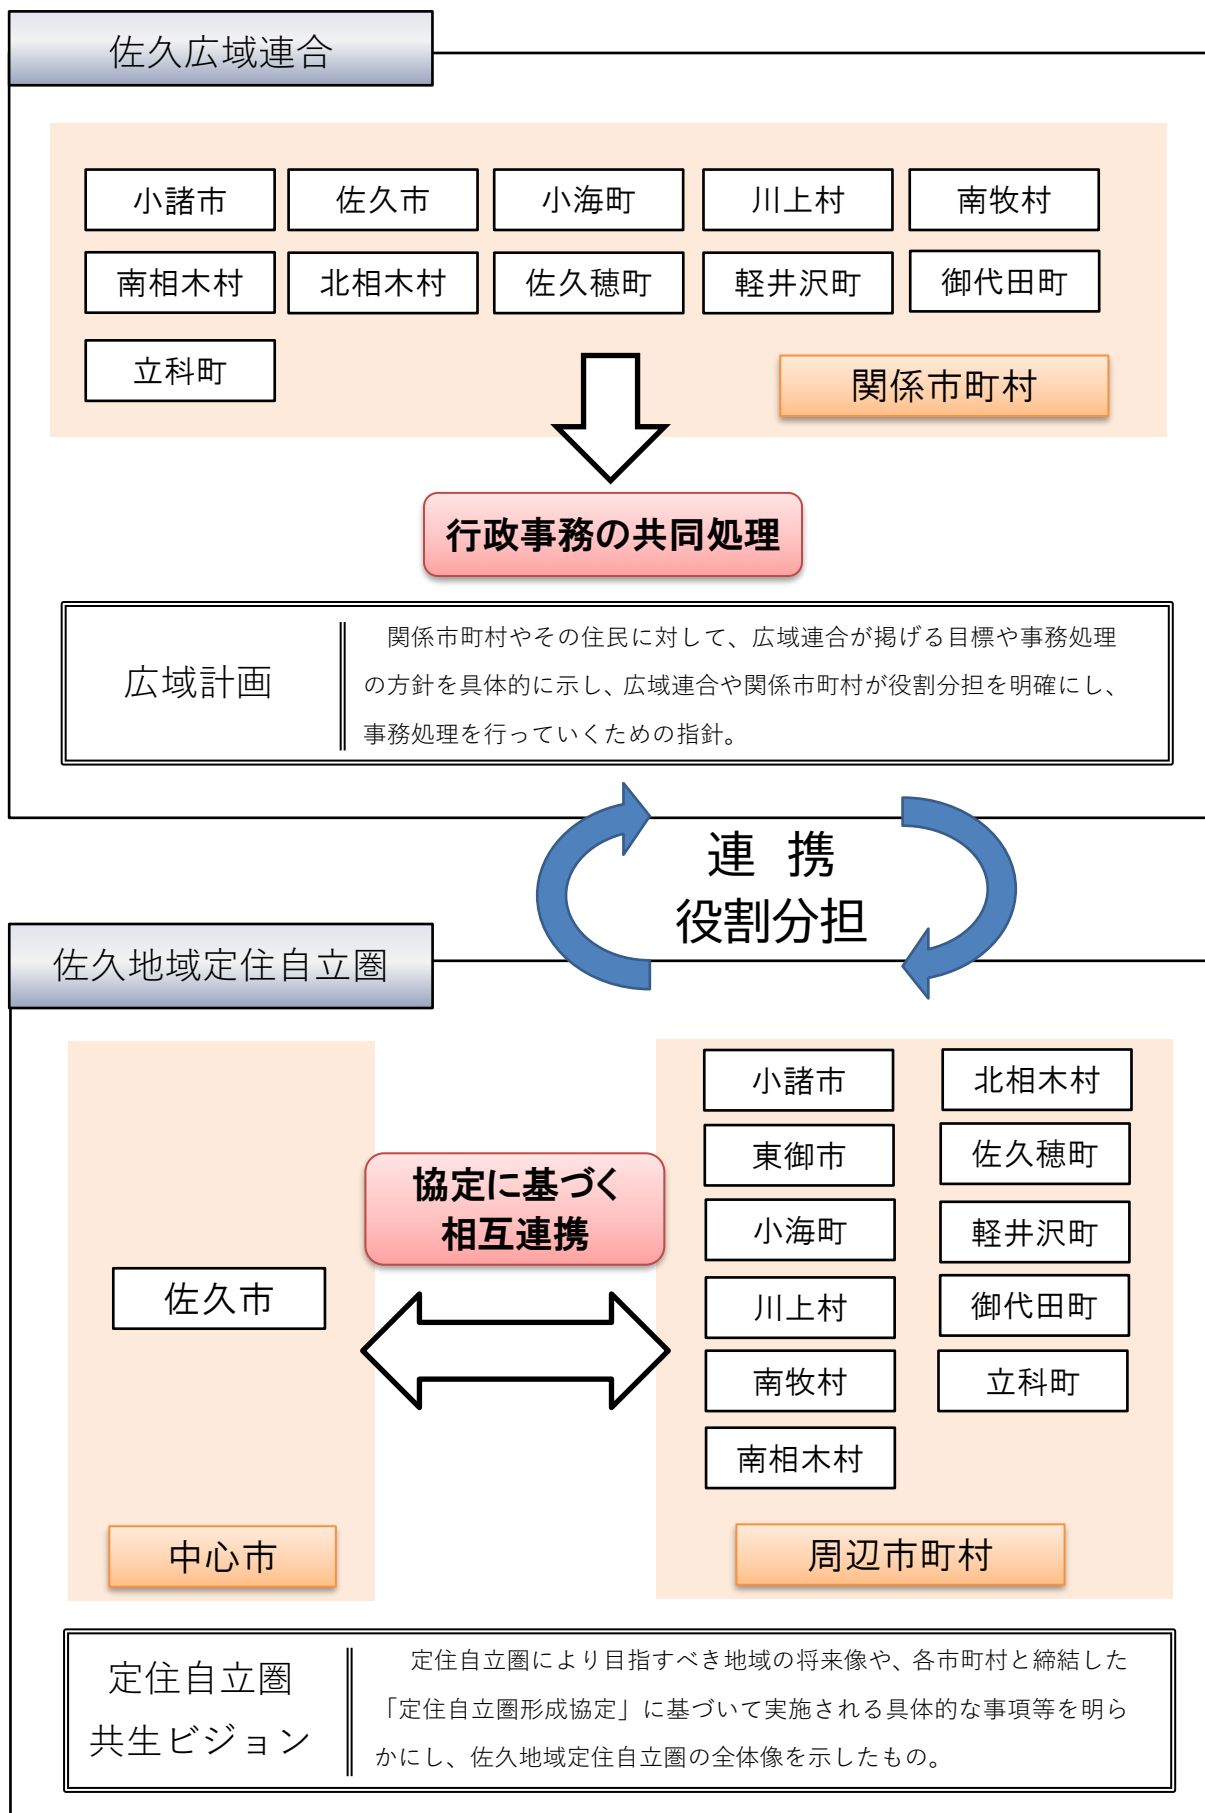 佐久広域連合
小諸市
佐久市
小海町
川上村
南牧村
南相木村
北相木村
佐久穂町
軽井沢町
御代田町
立科町
関係市町村
行政事務の共同処理
広域計画
関係市町村やその住民に対して、広域連合が掲げる目標や事務処理
の方針を具体的に示し、広域連合や関係市町村が役割分担を明確にし、
事務処理を行っていくための指針。
連 携
役割分担
佐久地域定住自立圏
佐久市
中心市
協定に基づく
相互連携
小諸市
東御市
小海町
川上村
南牧村
南相木村
北相木村
佐久穂町
軽井沢町
御代田町
立科町
周辺市町村
定住自立圏
共生ビジョン
定住自立圏により目指すべき地域の将来像や、各市町村と締結した
「定住自立圏形成協定」に基づいて実施される具体的な事項等を明ら
かにし、佐久地域定住自立圏の全体像を示したもの。